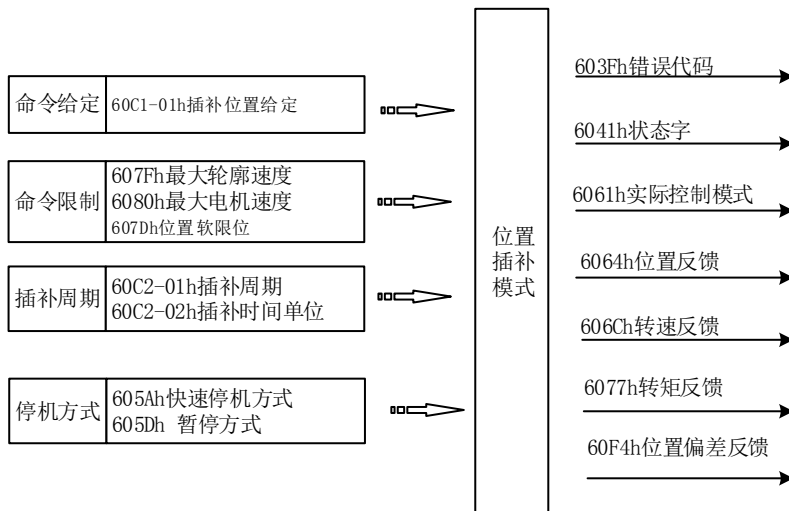 命令给定
60C1-01h插补位置给定
命令限制
607Fh最大轮廓速度
6080h最大电机速度
607Dh位置软限位
插补周期
60C2-01h插补周期
60C2-02h插补时间单位
停机方式
605Ah快速停机方式
605Dh 暂停方式
位置
插补
模式
603Fh错误代码
6041h状态字
6061h实际控制模式
6064h位置反馈
606Ch转速反馈
6077h转矩反馈
60F4h位置偏差反馈